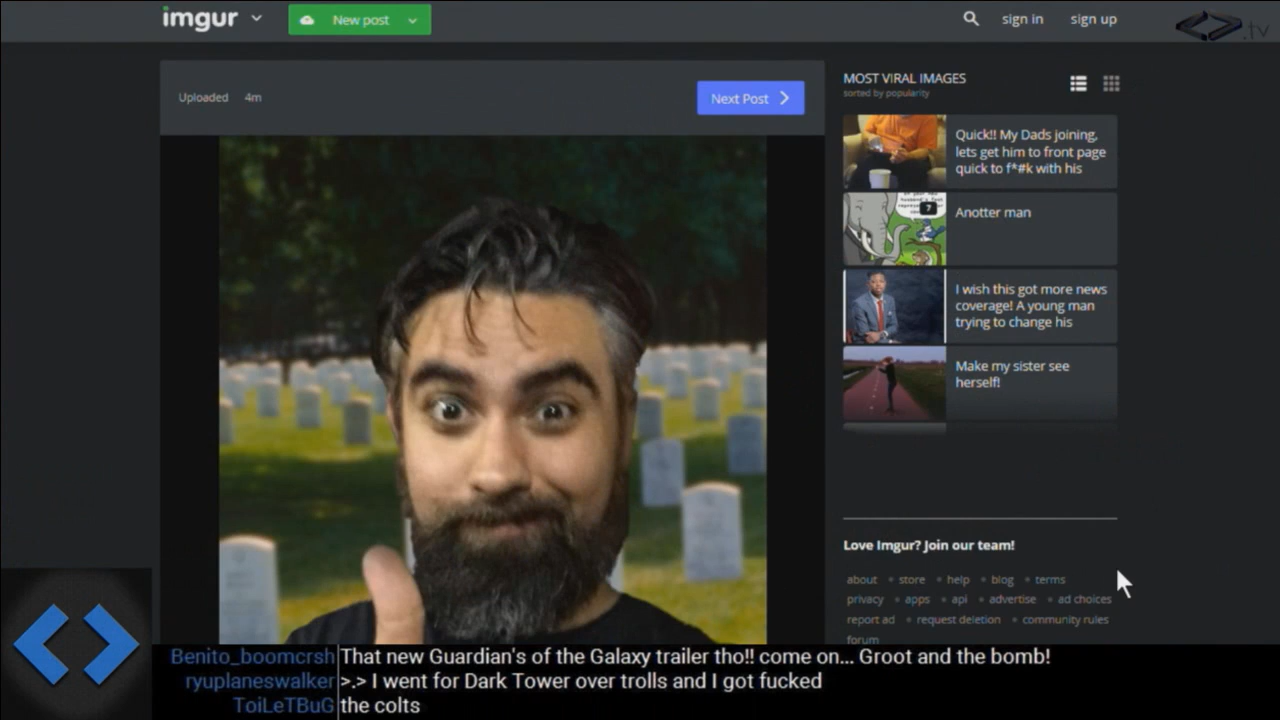 imgur
New post
sign in
sign up
.tv
Uploaded 4m
Next Post
MOST VIRAL IMAGES
sorted by popularity
Quick!! My Dads joining,
lets get him to front page
quick to f*#k with his
7
Anotter man
I wish this got more news
coverage! A young man
trying to change his
Make my sister see
herself!
Love Imgur? Join our team!
about • store • help • blog • terms
privacy • apps • api • advertise • ad choices
report ad • request deletion • community rules
forum
Benito_boomcrsh That new Guardian's of the Galaxy trailer tho!! come on... Groot and the bomb!
ryuplaneswalker >.> I went for Dark Tower over trolls and I got fucked
ToiLeTBuG the colts